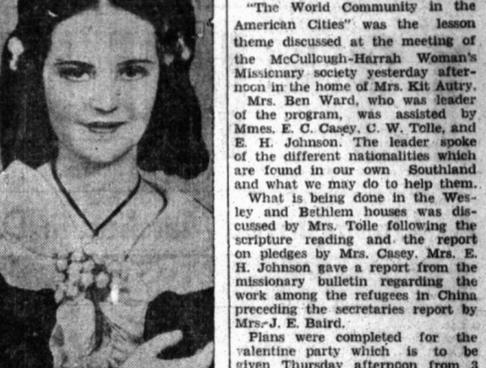 "The World Community in the
American Cities" was the lesson
theme discussed at the meeting of
the McCullough-Harrah Woman's
Missionary society yesterday after-
noon in the home of Mrs. Kit Autry.
Mrs. Ben Ward, who was leader
of the program, was assisted by
Mmes. E. C. Casey, C. W. Tolle, and
E. H. Johnson. The leader spoke
of the different nationalities which
are found in our own Southland
and what we may do to help them.
What is being done in the Wes-
ley and Bethlem houses was dis-
cussed by Mrs. Tolle following the
scripture reading and the report
on pledges by Mrs. Casey. Mrs. E.
H. Johnson gave a report from the
missionary bulletin regarding the
work among the refugees in China
preceding the secretaries report by
Mrs. J. E. Baird.
Plans were completed for the
valentine party which is to be
given Thursday afternoon from 3